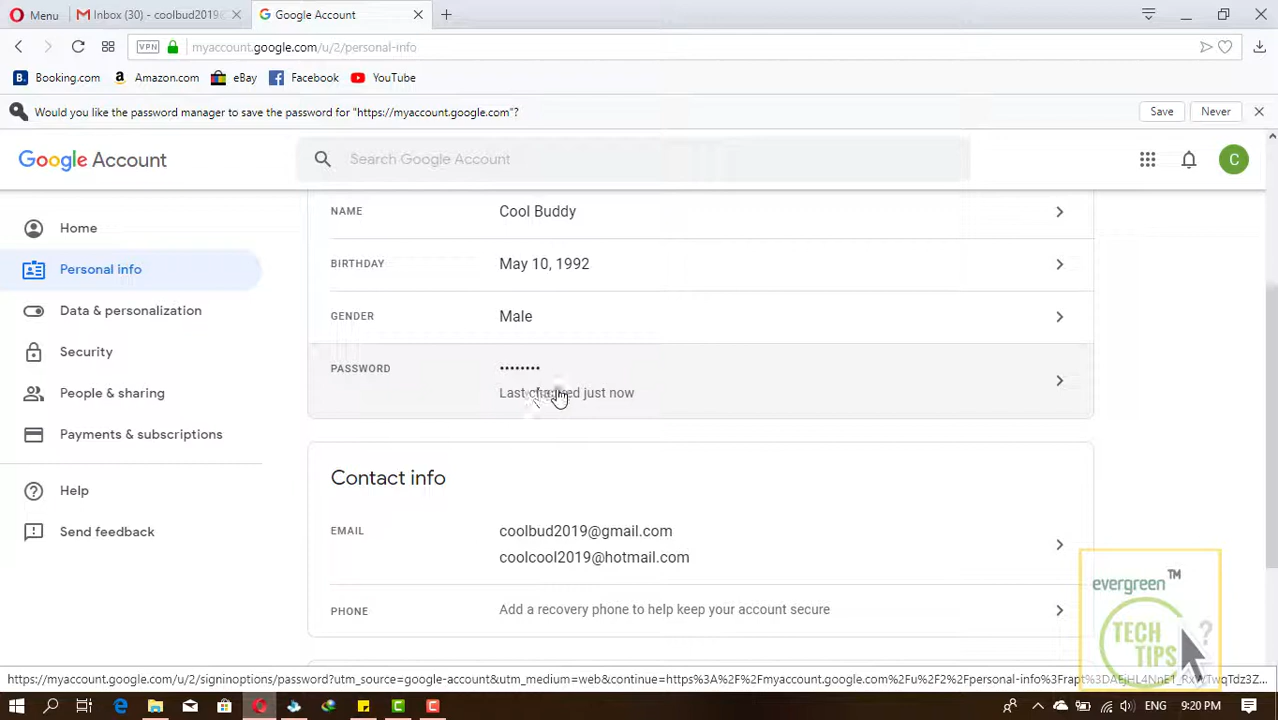 Menu
Inbox (30) - coolbud2019@
Google Account
VPN
myaccount.google.com/u/2/personal-info
B. Booking.com
a Amazon.com
eBay
Facebook
YouTube
Would you like the password manager to save the password for "https://myaccount.google.com"?
Save
Never
Google Account
Search Google Account
C
Home
Personal info
Data & personalization
Security
People & sharing
Payments & subscriptions
Help
Send feedback
NAME
Cool Buddy
BIRTHDAY
May 10, 1992
GENDER
Male
PASSWORD
••••••••
Last changed just now
Contact info
EMAIL
coolbud2019@gmail.com
coolcool2019@hotmail.com
PHONE
Add a recovery phone to help keep your account secure
evergreen™
TECH
TIPS
?
9:20 PM